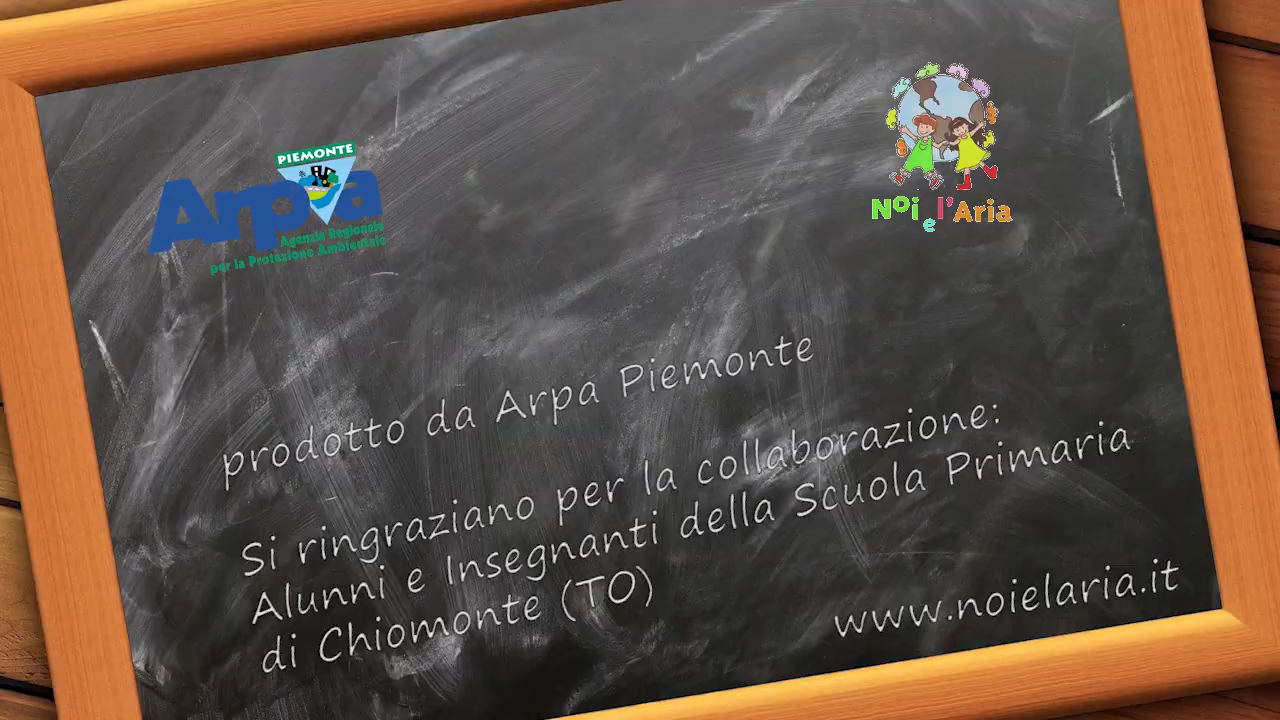 PIEMONTE
Arpa
Agenzia Regionale
per la Protezione Ambientale
Noi e l'Aria
prodotto da Arpa Piemonte
Si ringraziano per la collaborazione:
Alunni e Insegnanti della Scuola Primaria
di Chiomonte (TO)
www.noielaria.it